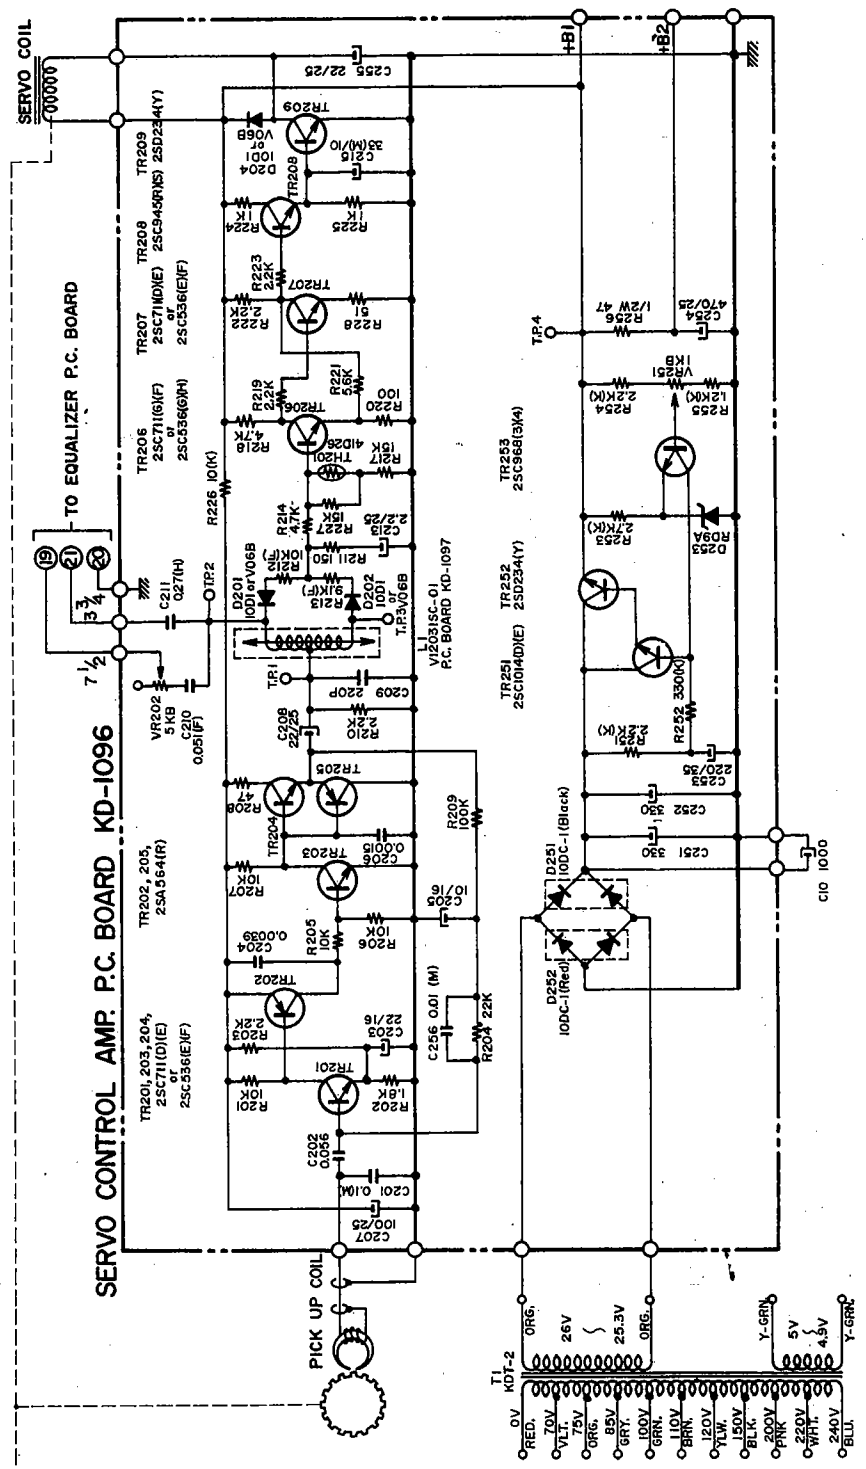 SERVO CONTROL AMP. P.C. BOARD KD-1096
TO EQUALIZER P.C. BOARD
19
21
20
7 1/2
3 3/4
SERVO COIL
TR201, 203, 204,
2SC711(D)(E)
or
2SC536(E)(F)
TR202, 205,
2SA564(R)
TR206
2SC711(G)(F)
or
2SC536(G)(H)
TR207
2SC711(D)(E)
or
2SC536(E)(F)
TR208
2SC945(R)(S)
TR209
2SD234(Y)
PICK UP COIL
C207
100/25
C201 0.1(M)
C202
0.056
R201
10K
TR201
R202
1.8K
R203
2.2K
C203
22/16
TR202
C204
0.0039
R205
10K
R206
10K
C205
10/16
C256 0.01 (M)
R204 22K
R207
10K
TR203
C206
0.0015
TR204
R208
47
TR205
R209
100K
C208
22/25
R210
2.2K
C209
220P
T.P.1
VR202
5KB
C210
0.051(F)
C211
.027(H)
T.P.2
D201
10D1 or V06B
R212
10K(F)
R213
9.1K(F)
D202
10D1
or
V06B
T.P.3
V12031SC-01
P.C. BOARD KD-1097
R211 150
C213
2.2/25
R214
4.7K
R227
15K
TH201
41D26
R217
15K
R226 10(K)
R218
4.7K
TR206
R219
2.2K
R220
100
R221
5.6K
R222
2.2K
TR207
R228
51
R223
2.2K
R224
1K
TR208
R225
1K
C215
33(M)/10
TR209
D204
10D1
or
V06B
C255 22/25
+B1
+B2
T.P.4
R256
1/2W 47
C254
470/25
R254
2.2K(K)
VR251
1KB
R255
1.2K(K)
TR253
2SC968(3)(4)
R253
2.7K(K)
D253
RD9A
TR252
2SD234(Y)
TR251
2SC1014(D)(E)
R252 330(K)
R251
2.2K(K)
C253
220/35
C252
330
C251
330
C10 1000
D251
10DC-1(Black)
D252
10DC-1(Red)
T1
KDT-2
ORG.
26V
25.3V
ORG.
Y-GRN.
5V
4.9V
Y-GRN.
0V RED.
70V VLT.
75V ORG.
85V GRY.
100V GRN.
110V BRN.
120V YLW.
150V BLK.
200V PNK
220V WHT.
240V BLU.